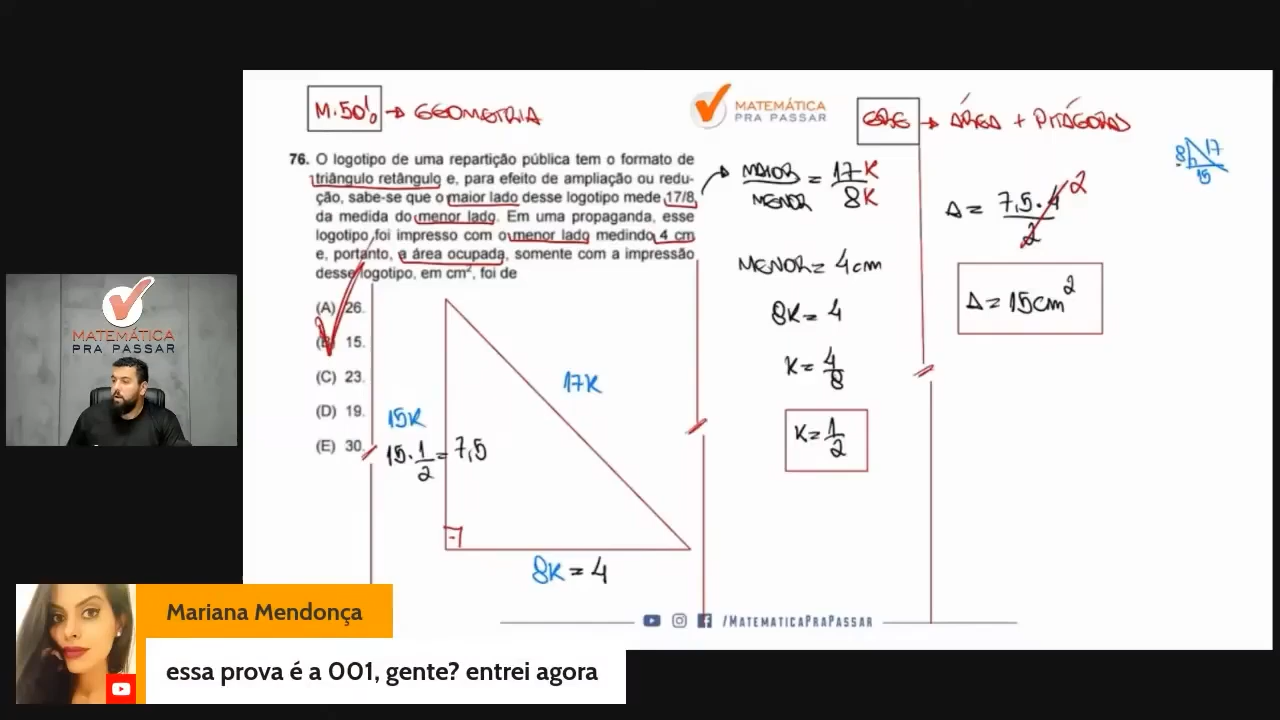 M.50% → GEOMETRIA
MATEMÁTICA
PRA PASSAR
→ ÁREA + PITÁGORAS
76. O logotipo de uma repartição pública tem o formato de
triângulo retângulo e, para efeito de ampliação ou redu-
ção, sabe-se que o maior lado desse logotipo mede 17/8
da medida do menor lado. Em uma propaganda, esse
logotipo foi impresso com o menor lado medindo 4 cm
e, portanto, a área ocupada, somente com a impressão
desse logotipo, em cm², foi de
(A) 26.
(B) 15.
(C) 23.
(D) 19.
(E) 30.
15K
15 · 1/2 = 7,5
17K
8K = 4
MAIOR/MENOR = 17K/8K
MENOR = 4cm
8K = 4
K = 4/8
K = 1/2
A = 7,5 · 4/2 2
A = 15cm²
8 17
15
MATEMÁTICA
PRA PASSAR
/MATEMATICAPRAPASSAR
Mariana Mendonça
essa prova é a 001, gente? entrei agora